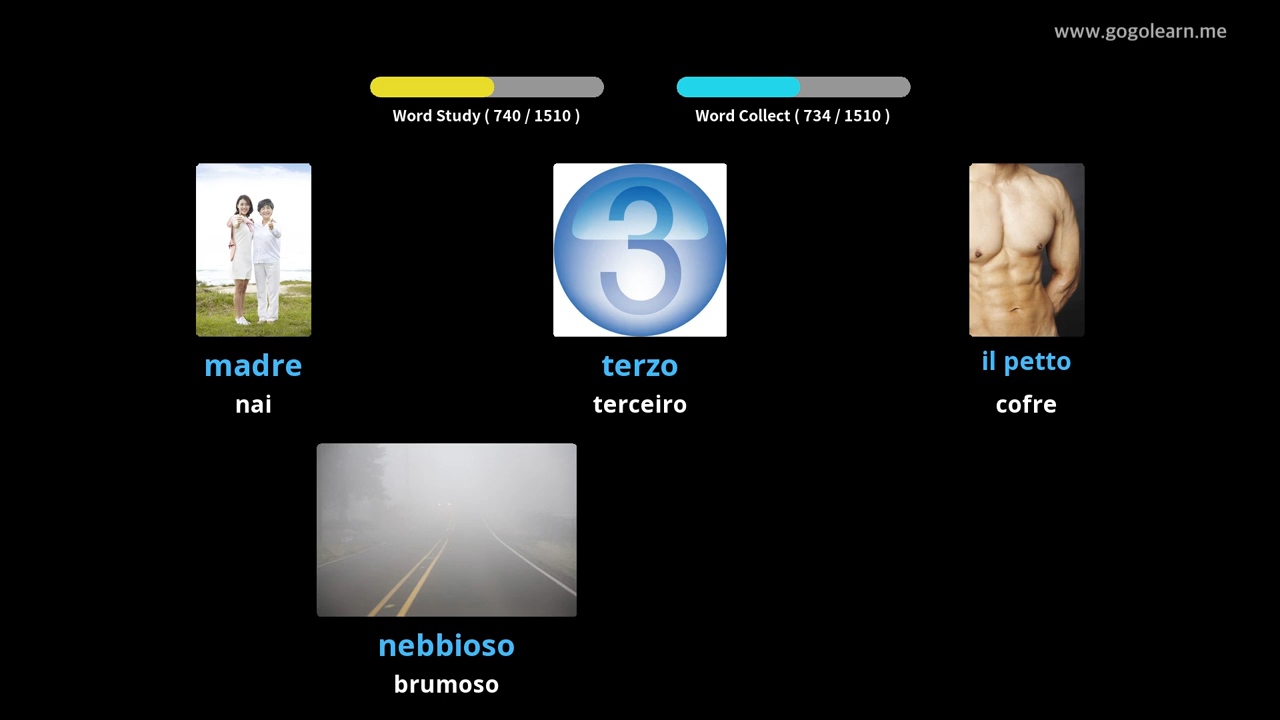 www.gogolearn.me
Word Study ( 740 / 1510 )
Word Collect ( 734 / 1510 )
3
madre
nai
terzo
terceiro
il petto
cofre
nebbioso
brumoso